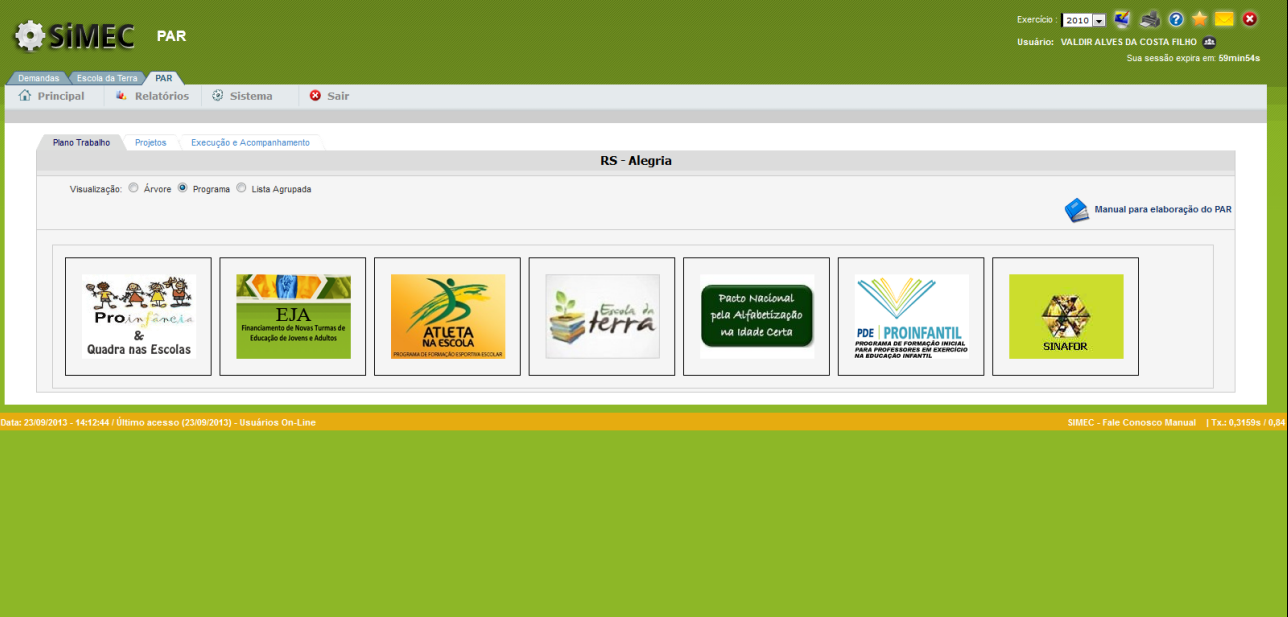 SiMEC PAR
Exercício : 2010
Usuário: VALDIR ALVES DA COSTA FILHO
Sua sessão expira em: 59min54s
Demandas Escola da Terra PAR
Principal Relatórios Sistema Sair
Plano Trabalho Projetos Execução e Acompanhamento
RS - Alegria
Visualização: Árvore Programa Lista Agrupada
Manual para elaboração do PAR
Proinfância
&
Quadra nas Escolas
EJA
Financiamento de Novas Turmas de
Educação de Jovens e Adultos
ATLETA
NA ESCOLA
PROGRAMA DE FORMAÇÃO ESPORTIVA ESCOLAR
Escola da
terra
Pacto Nacional
pela Alfabetização
na Idade Certa
PDE | PROINFANTIL
PROGRAMA DE FORMAÇÃO INICIAL
PARA PROFESSORES EM EXERCÍCIO
NA EDUCAÇÃO INFANTIL
SINAFOR
Data: 23/09/2013 - 14:12:44 / Último acesso (23/09/2013) - Usuários On-Line
SIMEC - Fale Conosco Manual | Tx.: 0,3159s / 0,84